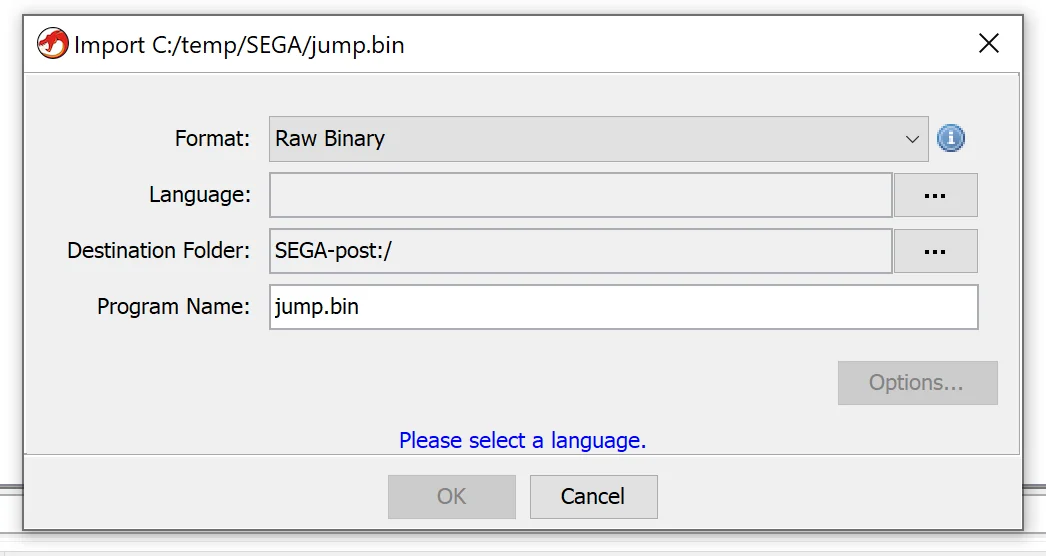 Import C:/temp/SEGA/jump.bin
Format: Raw Binary
Language: ...
Destination Folder: SEGA-post:/ ...
Program Name: jump.bin
Options...
Please select a language.
OK Cancel